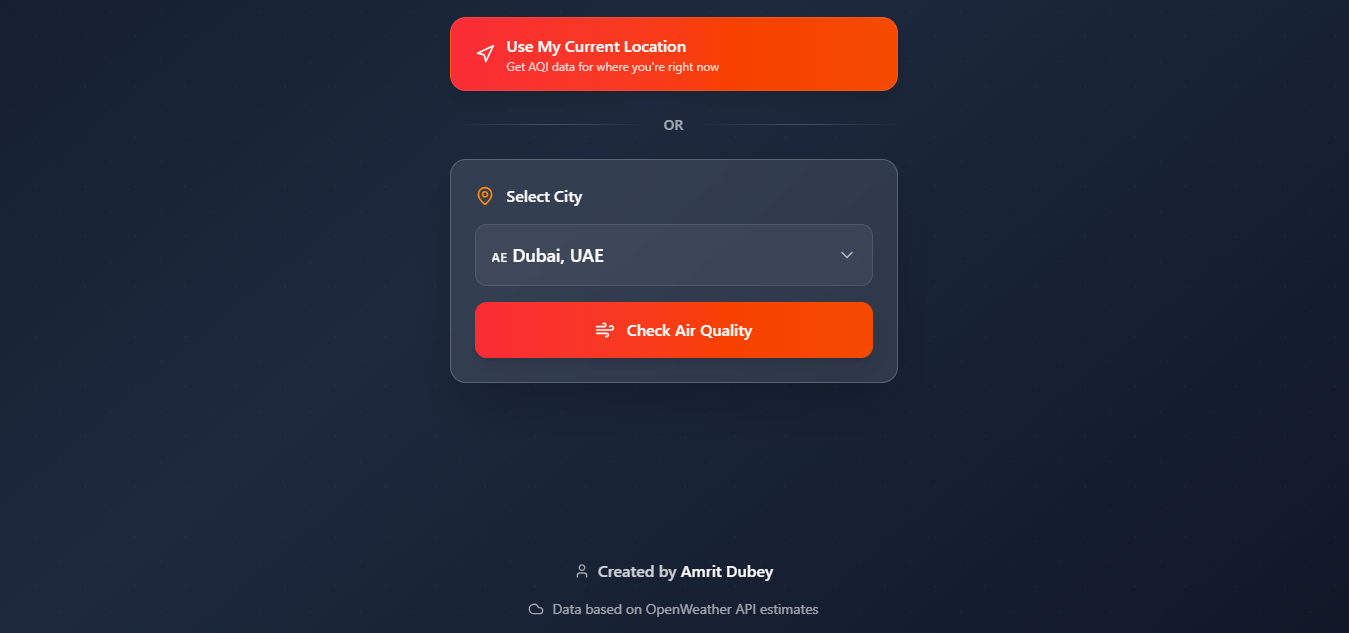 Use My Current Location
Get AQI data for where you're right now
OR
Select City
AE Dubai, UAE
Check Air Quality
Created by Amrit Dubey
Data based on OpenWeather API estimates